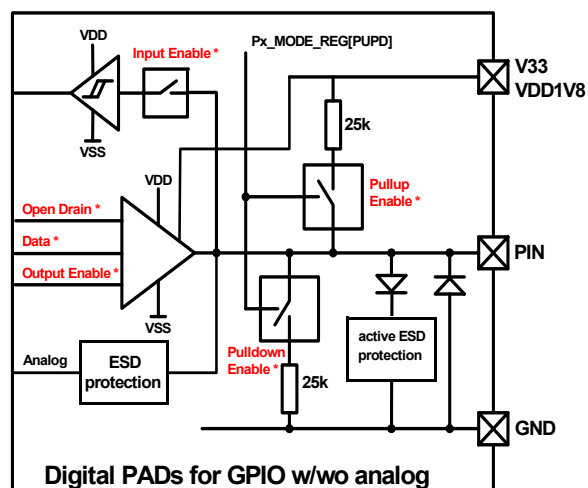 Px_MODE_REG[PUPD]
VDD
Input Enable *
V33
VDD1V8
25k
VSS
Pullup
Enable *
VDD
Open Drain *
Data *
PIN
Output Enable *
VSS
active ESD
protection
Analog
ESD
protection
Pulldown
Enable *
25k
GND
Digital PADs for GPIO w/wo analog